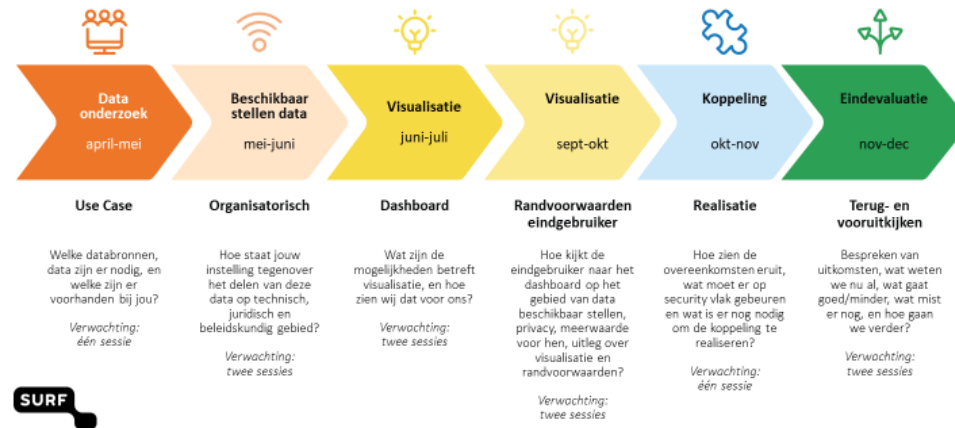 Data
onderzoek
april-mei
Beschikbaar
stellen data
mei-juni
Visualisatie
juni-juli
Visualisatie
sept-okt
Koppeling
okt-nov
Eindevaluatie
nov-dec
Use Case
Welke databronnen,
data zijn er nodig, en
welke zijn er
voorhanden bij jou?
Verwachting:
één sessie
Organisatorisch
Hoe staat jouw
instelling tegenover
het delen van deze
data op technisch,
juridisch en
beleidskundig gebied?
Verwachting:
twee sessies
Dashboard
Wat zijn de
mogelijkheden betreft
visualisatie, en hoe
zien wij dat voor ons?
Verwachting:
twee sessies
Randvoorwaarden
eindgebruiker
Hoe kijkt de
eindgebruiker naar het
dashboard op het
gebied van data
beschikbaar stellen,
privacy, meerwaarde
voor hen, uitleg over
visualisatie en
randvoorwaarden?
Verwachting:
twee sessies
Realisatie
Hoe zien de
overeenkomsten eruit,
wat moet er op
security vlak gebeuren
en wat is er nog nodig
om de koppeling te
realiseren?
Verwachting:
één sessie
Terug- en
vooruitkijken
Bespreken van
uitkomsten, wat weten
we nu al, wat gaat
goed/minder, wat mist
er nog, en hoe gaan
we verder?
Verwachting:
twee sessies
SURF